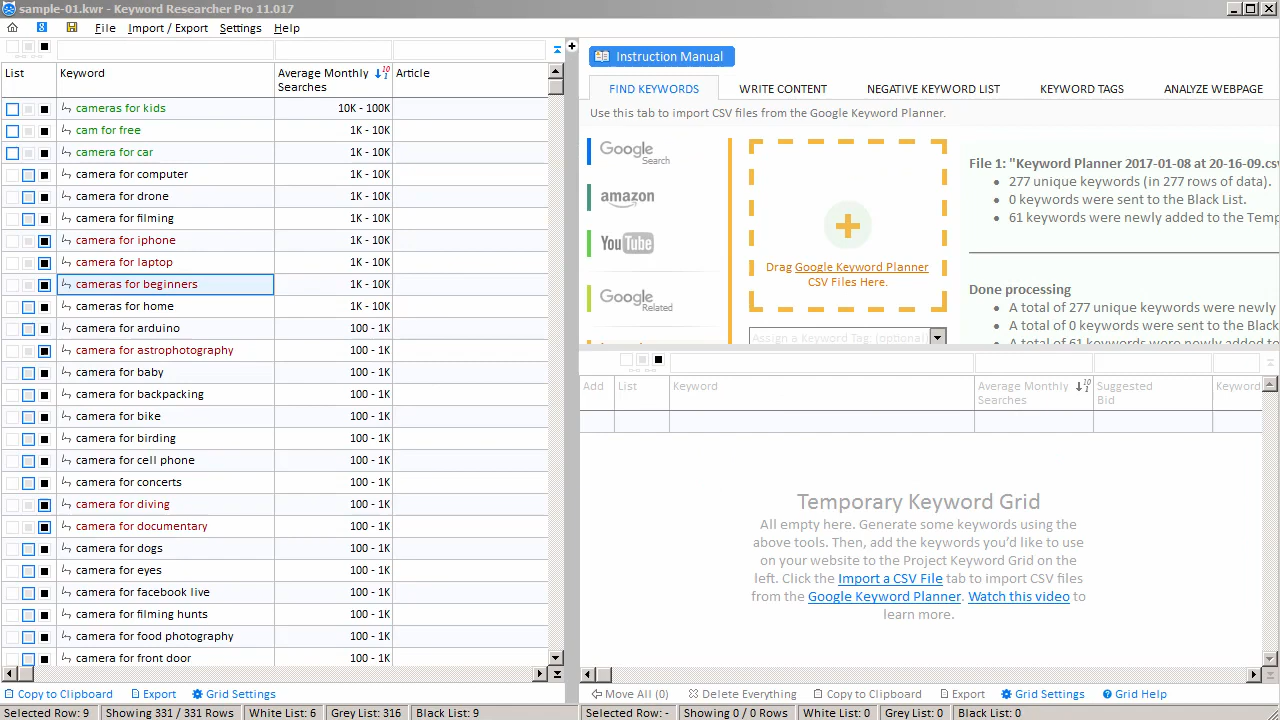 sample-01.kwr - Keyword Researcher Pro 11.017
File Import / Export Settings Help
List Keyword Average Monthly Searches Article
cameras for kids 10K - 100K
cam for free 1K - 10K
camera for car 1K - 10K
camera for computer 1K - 10K
camera for drone 1K - 10K
camera for filming 1K - 10K
camera for iphone 1K - 10K
camera for laptop 1K - 10K
cameras for beginners 1K - 10K
cameras for home 1K - 10K
camera for arduino 100 - 1K
camera for astrophotography 100 - 1K
camera for baby 100 - 1K
camera for backpacking 100 - 1K
camera for bike 100 - 1K
camera for birding 100 - 1K
camera for cell phone 100 - 1K
camera for concerts 100 - 1K
camera for diving 100 - 1K
camera for documentary 100 - 1K
camera for dogs 100 - 1K
camera for eyes 100 - 1K
camera for facebook live 100 - 1K
camera for filming hunts 100 - 1K
camera for food photography 100 - 1K
camera for front door 100 - 1K
Copy to Clipboard Export Grid Settings
Selected Row: 9 Showing 331 / 331 Rows White List: 6 Grey List: 316 Black List: 9
Instruction Manual
FIND KEYWORDS WRITE CONTENT NEGATIVE KEYWORD LIST KEYWORD TAGS ANALYZE WEBPAGE
Use this tab to import CSV files from the Google Keyword Planner.
Google Search
amazon
YouTube
Google Related
Drag Google Keyword Planner
CSV Files Here.
Assign a Keyword Tag: (optional)
File 1: "Keyword Planner 2017-01-08 at 20-16-09.cs
277 unique keywords (in 277 rows of data).
0 keywords were sent to the Black List.
61 keywords were newly added to the Temp
Done processing
A total of 277 unique keywords were newly
A total of 0 keywords were sent to the Black
A total of 61 keywords were newly added to
Add List Keyword Average Monthly Searches Suggested Bid Keyword
Temporary Keyword Grid
All empty here. Generate some keywords using the
above tools. Then, add the keywords you'd like to use
on your website to the Project Keyword Grid on the
left. Click the Import a CSV File tab to import CSV files
from the Google Keyword Planner. Watch this video to
learn more.
Move All (0) Delete Everything Copy to Clipboard Export Grid Settings Grid Help
Selected Row: - Showing 0 / 0 Rows White List: 0 Grey List: 0 Black List: 0